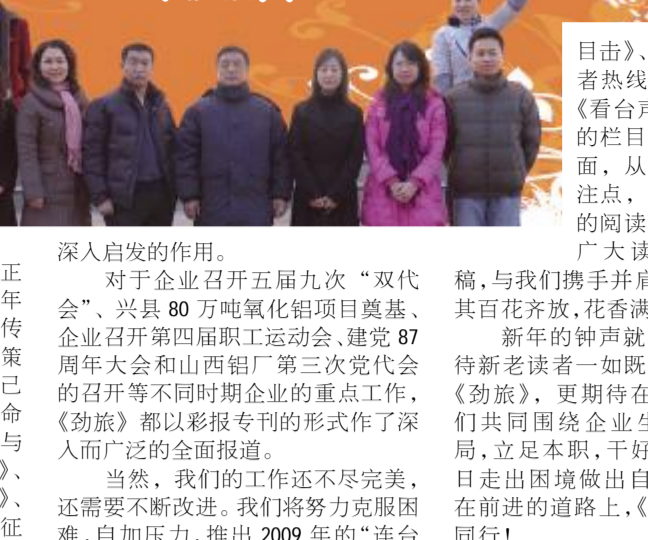 正
年
传
策
己
命
与
》、
》、
征
深入启发的作用。
对于企业召开五届九次“双代
会”、兴县 80 万吨氧化铝项目奠基、
企业召开第四届职工运动会、建党 87
周年大会和山西铝厂第三次党代会
的召开等不同时期企业的重点工作，
《劲旅》都以彩报专刊的形式作了深
入而广泛的全面报道。
当然，我们的工作还不尽完美，
还需要不断改进。我们将努力克服困
难，自加压力，推出 2009 年的“连台
目击》、
者热线
《看台声
的栏目
面，从
注点，
的阅读
广大读
稿，与我们携手并肩
其百花齐放，花香满
新年的钟声就
待新老读者一如既
《劲旅》，更期待在
们共同围绕企业生
局，立足本职，干好
日走出困境做出自
在前进的道路上，《
同行！